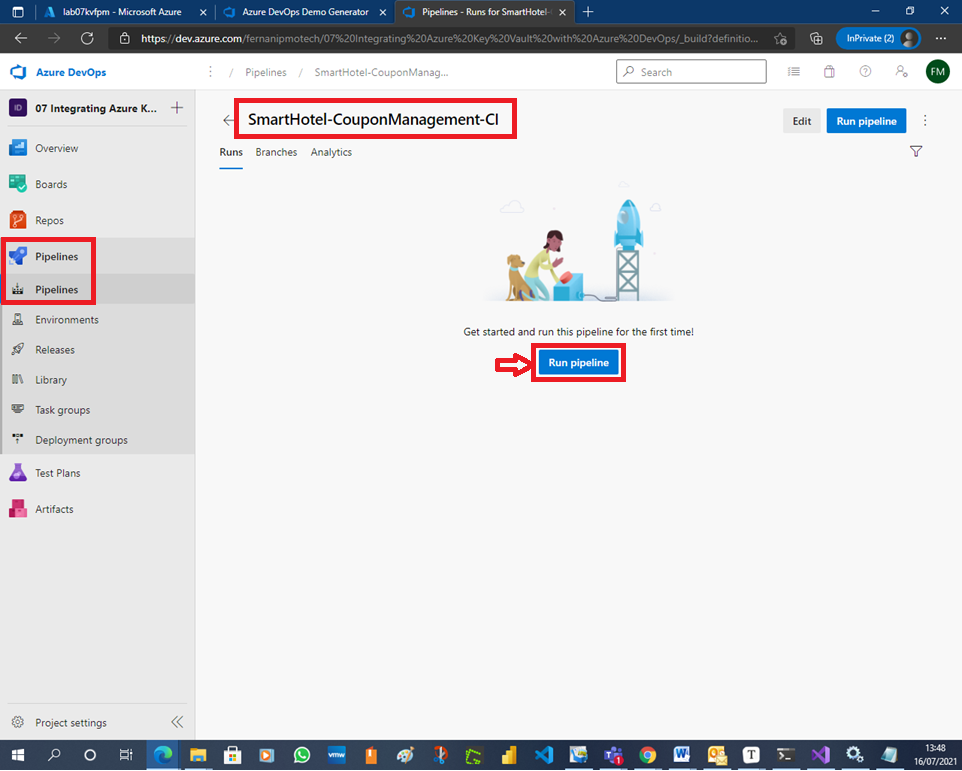 lab07kvfpm - Microsoft Azure
Azure DevOps Demo Generator
Pipelines - Runs for SmartHotel-
https://dev.azure.com/fernanipmotech/07%20Integrating%20Azure%20Key%20Vault%20with%20Azure%20DevOps/_build?definitio...
InPrivate (2)
Azure DevOps
/ Pipelines / SmartHotel-CouponManag...
Search
FM
ID
07 Integrating Azure K...
SmartHotel-CouponManagement-CI
Edit
Run pipeline
Overview
Runs
Branches
Analytics
Boards
Repos
Pipelines
Pipelines
Environments
Get started and run this pipeline for the first time!
Releases
Run pipeline
Library
Task groups
Deployment groups
Test Plans
Artifacts
Project settings
vmw
T
13:48
16/07/2021